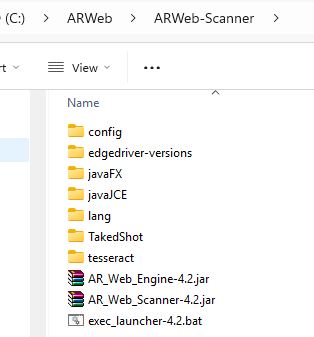 (C:) > ARWeb > ARWeb-Scanner >
View ...
Name
config
edgedriver-versions
javaFX
javaJCE
lang
TakedShot
tesseract
AR_Web_Engine-4.2.jar
AR_Web_Scanner-4.2.jar
exec_launcher-4.2.bat